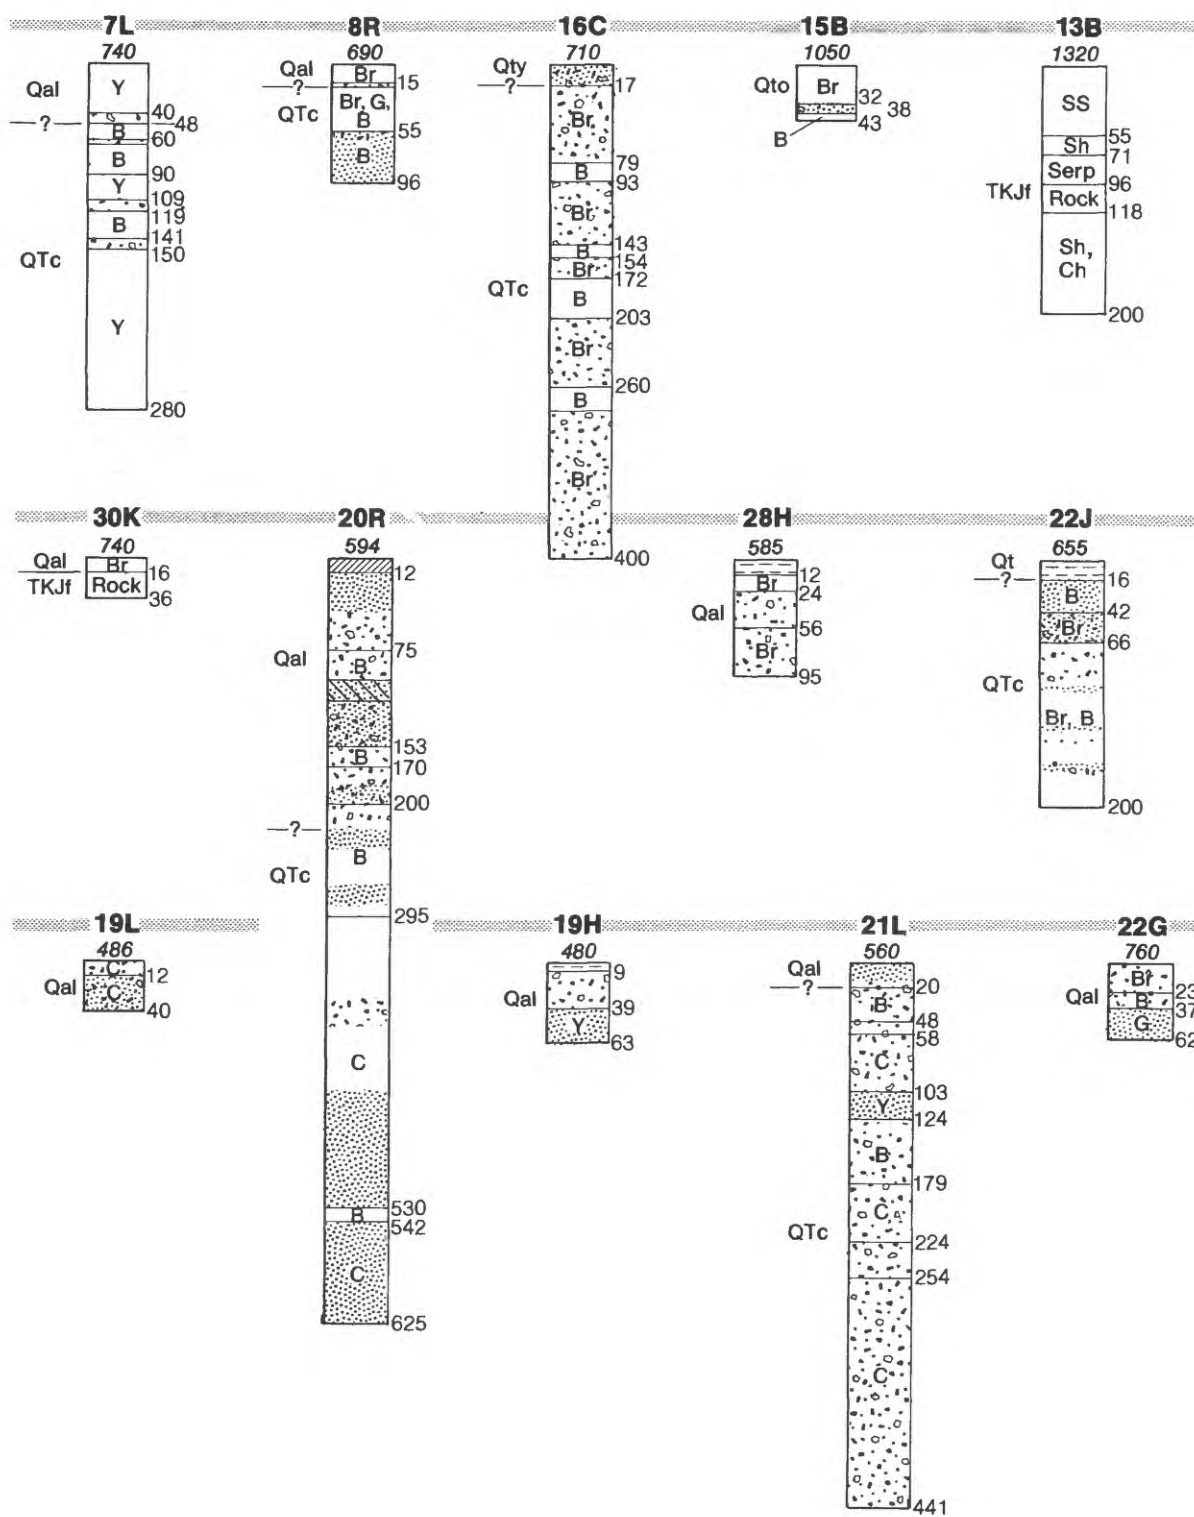 7L 8R 16C 15B 13B
740 690 710 1050 1320
Qal Y 40 48
—?—
B 60
B 90
Y 109
119
B 141
150
QTc
Y
280
Qal Br 15
—?—
QTc Br, G,
B 55
B 96
Qty 17
—?—
Br 79
B 93
Br 143
B 154
Br 172
QTc B 203
Br 260
B
Br
400
Qto Br 32
38
43
B
SS 55
Sh 71
Serp 96
TKJf Rock 118
Sh,
Ch
200
30K 20R 28H 22J
740 594 585 655
Qal Br 16
TKJf Rock 36
12
75
Qal B
153
B 170
200
—?—
B
QTc
295
C
530
B 542
C
625
12
Br 24
Qal 56
Br 95
Qt 16
—?—
B 42
Br 66
QTc
Br, B
200
19L 19H 21L 22G
486 480 560 760
C 12
Qal C 40
9
Qal 39
Y 63
Qal 20
—?—
B 48
58
C 103
Y 124
B 179
C 224
QTc 254
C
441
Br 23
Qal B 37
G 62